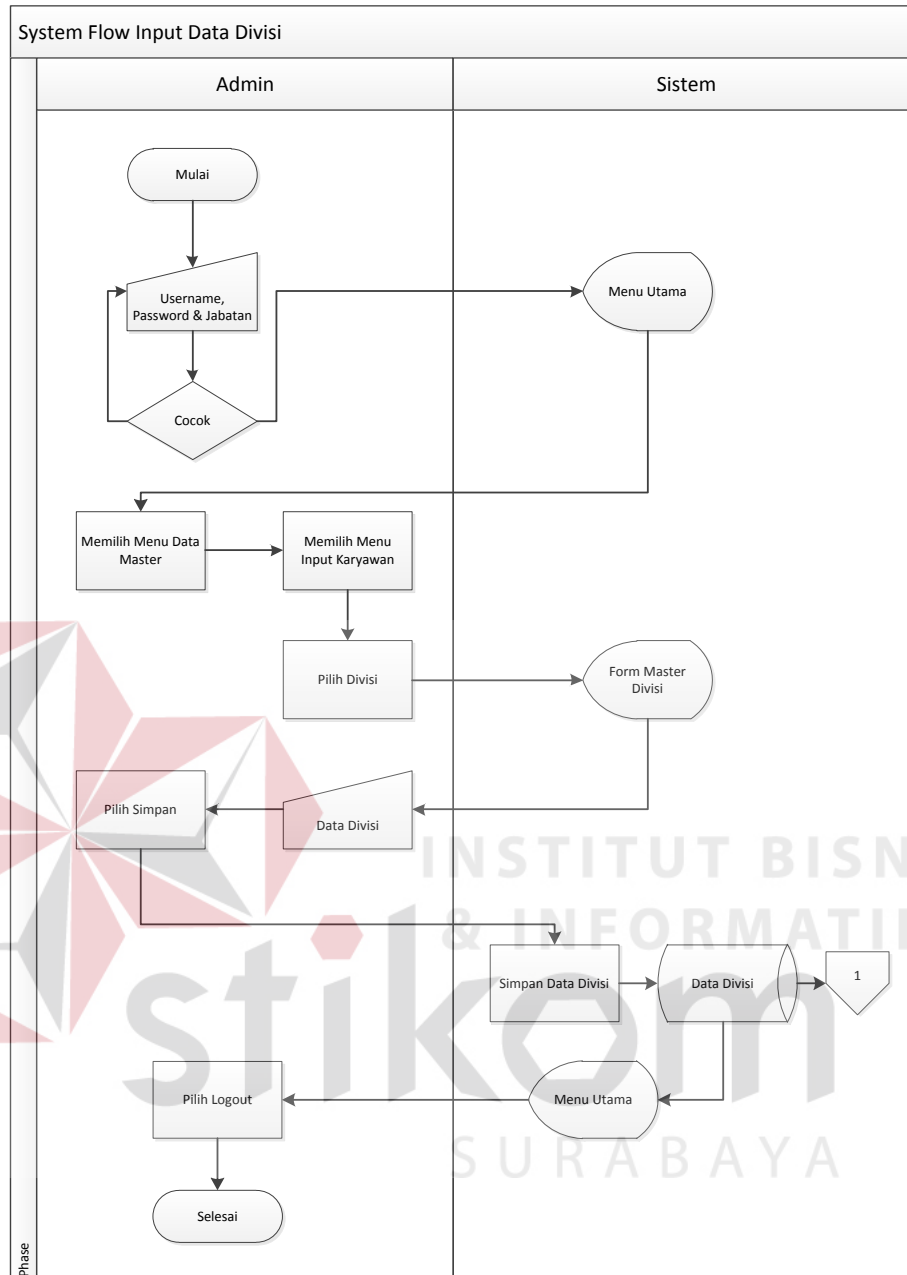 System Flow Input Data Divisi
Admin
Sistem
Mulai
Username,
Password & Jabatan
Menu Utama
Cocok
Memilih Menu Data
Master
Memilih Menu
Input Karyawan
Pilih Divisi
Form Master
Divisi
Pilih Simpan
Data Divisi
INSTITUT BISN
& INFORMATI
Simpan Data Divisi
Data Divisi
1
stikom
Pilih Logout
Menu Utama
SURABAYA
Selesai
Phase